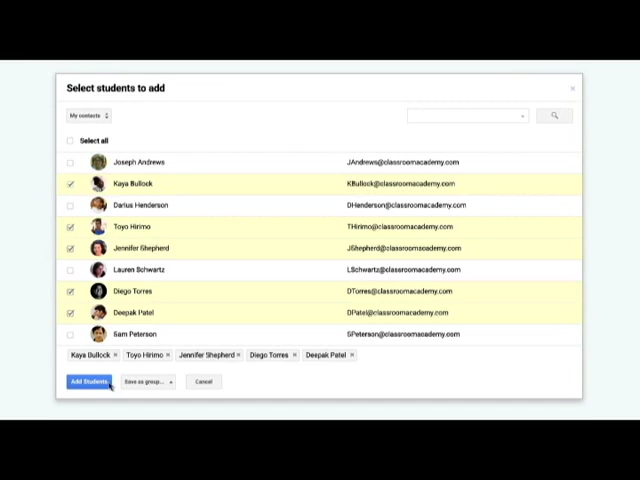 Select students to add ×
My contacts
Select all
Joseph Andrews JAndrews@classroomacademy.com
Kaya Bullock KBullock@classroomacademy.com
Darius Henderson DHenderson@classroomacademy.com
Toyo Hirimo THirimo@classroomacademy.com
Jennifer Shepherd JShepherd@classroomacademy.com
Lauren Schwartz LSchwartz@classroomacademy.com
Diego Torres DTorres@classroomacademy.com
Deepak Patel DPatel@classroomacademy.com
Sam Peterson SPeterson@classroomacademy.com
Kaya Bullock × Toyo Hirimo × Jennifer Shepherd × Diego Torres × Deepak Patel ×
Add Students Save as group... Cancel